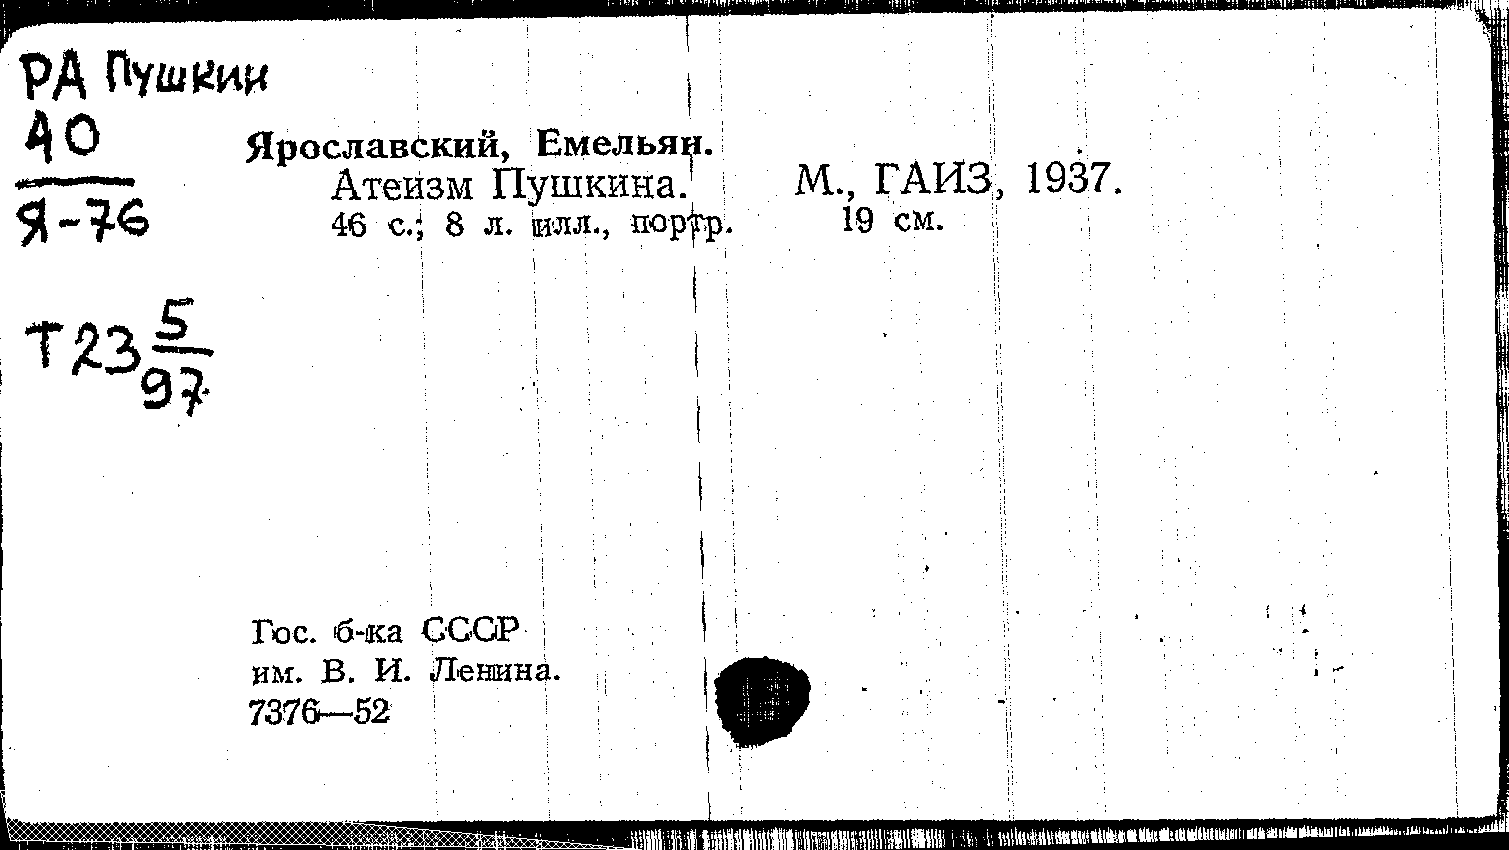 РА Пушкин
40
Я-76
Т23 5/97
Ярославский, Емельян.
Атеизм Пушкина. М., ГАИЗ, 1937.
46 с.; 8 л. илл., портр. 19 см.
Гос. б-ка СССР
им. В. И. Ленина.
7376—52